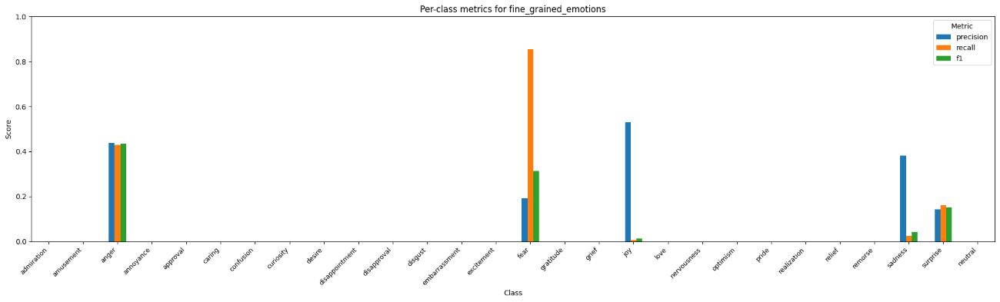 Per-class metrics for fine_grained_emotions
Metric
precision
recall
f1
Score
1.0
0.8
0.6
0.4
0.2
0.0
admiration
amusement
anger
annoyance
approval
caring
confusion
curiosity
desire
disappointment
disapproval
disgust
embarrassment
excitement
fear
gratitude
grief
joy
love
nervousness
optimism
pride
realization
relief
remorse
sadness
surprise
neutral
Class